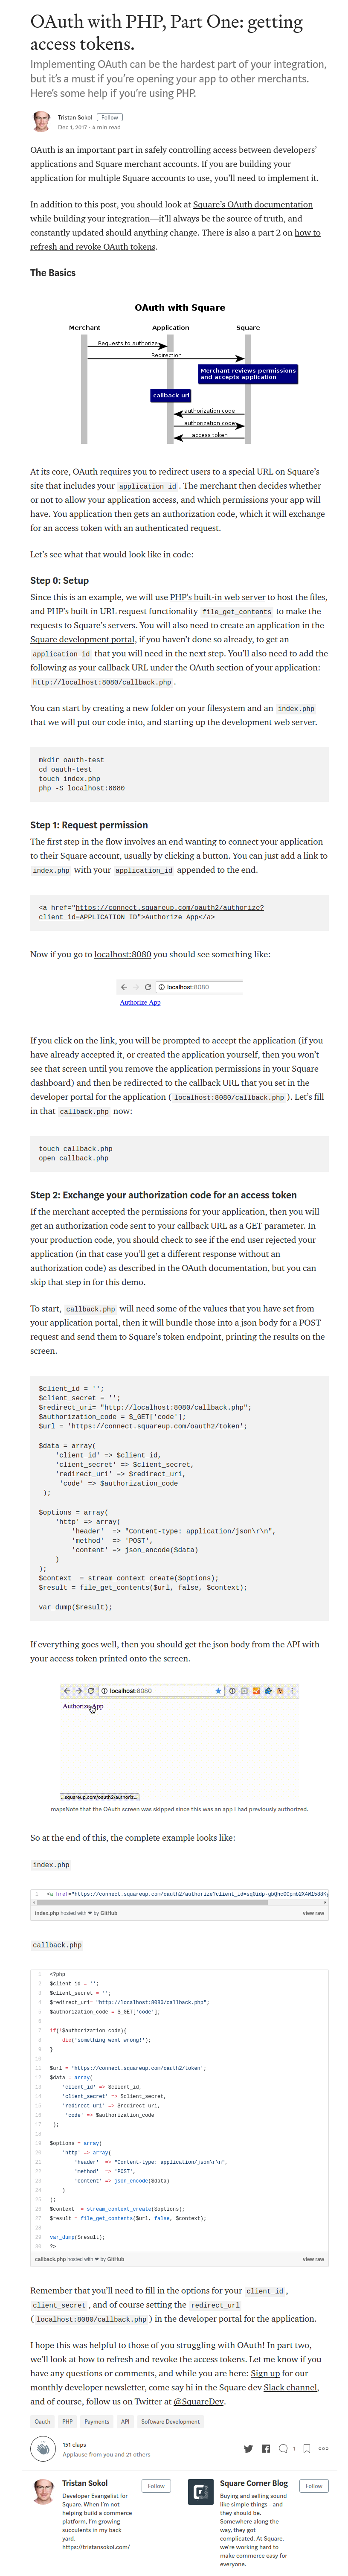 OAuth with PHP, Part One: getting
access tokens.
Implementing OAuth can be the hardest part of your integration,
but it's a must if you're opening your app to other merchants.
Here's some help if you're using PHP.
Tristan Sokol Follow
Dec 1, 2017 · 4 min read
OAuth is an important part in safely controlling access between developers'
applications and Square merchant accounts. If you are building your
application for multiple Square accounts to use, you'll need to implement it.
In addition to this post, you should look at Square's OAuth documentation
while building your integration—it'll always be the source of truth, and
constantly updated should anything change. There is also a part 2 on how to
refresh and revoke OAuth tokens.
The Basics
OAuth with Square
Merchant Application Square
Requests to authorize
Redirection
Merchant reviews permissions
and accepts application
callback url
authorization code
authorization code
access token
At its core, OAuth requires you to redirect users to a special URL on Square's
site that includes your application id . The merchant then decides whether
or not to allow your application access, and which permissions your app will
have. You application then gets an authorization code, which it will exchange
for an access token with an authenticated request.
Let's see what that would look like in code:
Step 0: Setup
Since this is an example, we will use PHP's built-in web server to host the files,
and PHP's built in URL request functionality file_get_contents to make the
requests to Square's servers. You will also need to create an application in the
Square development portal, if you haven't done so already, to get an
application_id that you will need in the next step. You'll also need to add the
following as your callback URL under the OAuth section of your application:
http://localhost:8080/callback.php .
You can start by creating a new folder on your filesystem and an index.php
that we will put our code into, and starting up the development web server.
mkdir oauth-test
cd oauth-test
touch index.php
php -S localhost:8080
Step 1: Request permission
The first step in the flow involves an end wanting to connect your application
to their Square account, usually by clicking a button. You can just add a link to
index.php with your application_id appended to the end.
<a href="https://connect.squareup.com/oauth2/authorize?
client_id=APPLICATION ID">Authorize App</a>
Now if you go to localhost:8080 you should see something like:
localhost:8080
Authorize App
If you click on the link, you will be prompted to accept the application (if you
have already accepted it, or created the application yourself, then you won't
see that screen until you remove the application permissions in your Square
dashboard) and then be redirected to the callback URL that you set in the
developer portal for the application ( localhost:8080/callback.php ). Let's fill
in that callback.php now:
touch callback.php
open callback.php
Step 2: Exchange your authorization code for an access token
If the merchant accepted the permissions for your application, then you will
get an authorization code sent to your callback URL as a GET parameter. In
your production code, you should check to see if the end user rejected your
application (in that case you'll get a different response without an
authorization code) as described in the OAuth documentation, but you can
skip that step in for this demo.
To start, callback.php will need some of the values that you have set from
your application portal, then it will bundle those into a json body for a POST
request and send them to Square's token endpoint, printing the results on the
screen.
$client_id = '';
$client_secret = '';
$redirect_uri= "http://localhost:8080/callback.php";
$authorization_code = $_GET['code'];
$url = 'https://connect.squareup.com/oauth2/token';
$data = array(
'client_id' => $client_id,
'client_secret' => $client_secret,
'redirect_uri' => $redirect_uri,
'code' => $authorization_code
);
$options = array(
'http' => array(
'header' => "Content-type: application/json\r\n",
'method' => 'POST',
'content' => json_encode($data)
)
);
$context = stream_context_create($options);
$result = file_get_contents($url, false, $context);
var_dump($result);
If everything goes well, then you should get the json body from the API with
your access token printed onto the screen.
localhost:8080
Authorize App
...squareup.com/oauth2/authoriz...
mapsNote that the OAuth screen was skipped since this was an app I had previously authorized.
So at the end of this, the complete example looks like:
index.php
1 <a href="https://connect.squareup.com/oauth2/authorize?client_id=
index.php hosted with ❤ by GitHub view raw
callback.php
1 <?php
2 $client_id = '';
3 $client_secret = '';
4 $redirect_uri= "http://localhost:8080/callback.php";
5 $authorization_code = $_GET['code'];
6
7 if(!$authorization_code){
8 die('something went wrong!');
9 }
10
11 $url = 'https://connect.squareup.com/oauth2/token';
12 $data = array(
13 'client_id' => $client_id,
14 'client_secret' => $client_secret,
15 'redirect_uri' => $redirect_uri,
16 'code' => $authorization_code
17 );
18
19 $options = array(
20 'http' => array(
21 'header' => "Content-type: application/json\r\n",
22 'method' => 'POST',
23 'content' => json_encode($data)
24 )
25 );
26 $context = stream_context_create($options);
27 $result = file_get_contents($url, false, $context);
28
29 var_dump($result);
30 ?>
callback.php hosted with ❤ by GitHub view raw
Remember that you'll need to fill in the options for your client_id ,
client_secret , and of course setting the redirect_url
( localhost:8080/callback.php ) in the developer portal for the application.
I hope this was helpful to those of you struggling with OAuth! In part two,
we'll look at how to refresh and revoke the access tokens. Let me know if you
have any questions or comments, and while you are here: Sign up for our
monthly developer newsletter, come say hi in the Square dev Slack channel,
and of course, follow us on Twitter at @SquareDev.
Oauth PHP Payments API Software Development
151 claps
Applause from you and 21 others
1
Tristan Sokol Follow
Developer Evangelist for
Square. When I'm not
helping build a commerce
platform, I'm growing
succulents in my back
yard.
https://tristansokol.com/
Square Corner Blog Follow
Buying and selling sound
like simple things - and
they should be.
Somewhere along the
way, they got
complicated. At Square,
we're working hard to
make commerce easy for
everyone.